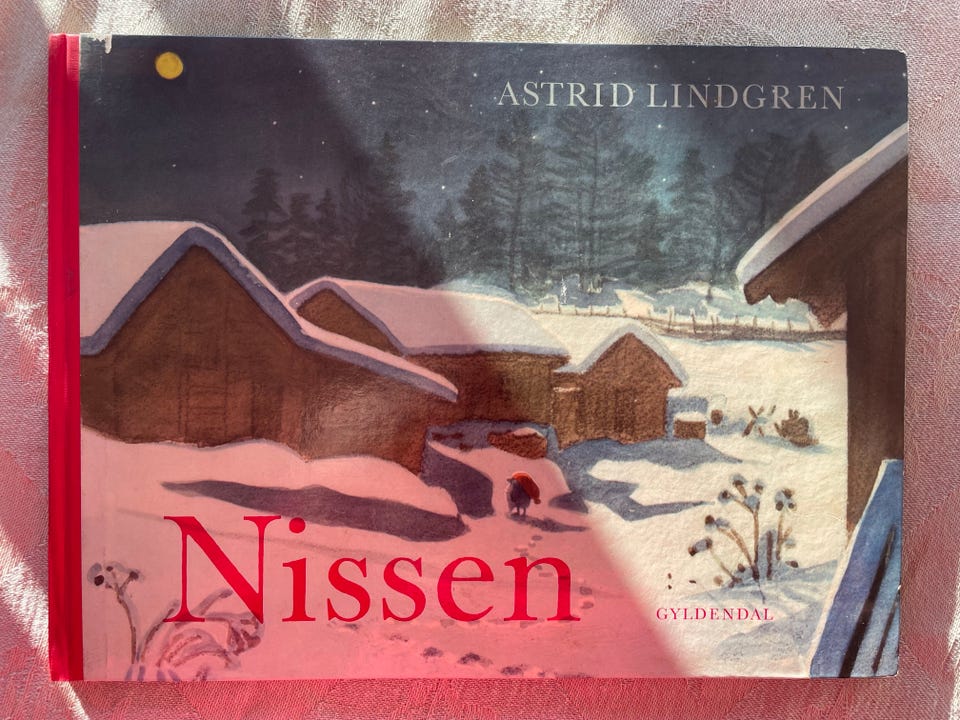 ASTRID LINDGREN
Nissen
GYLDENDAL